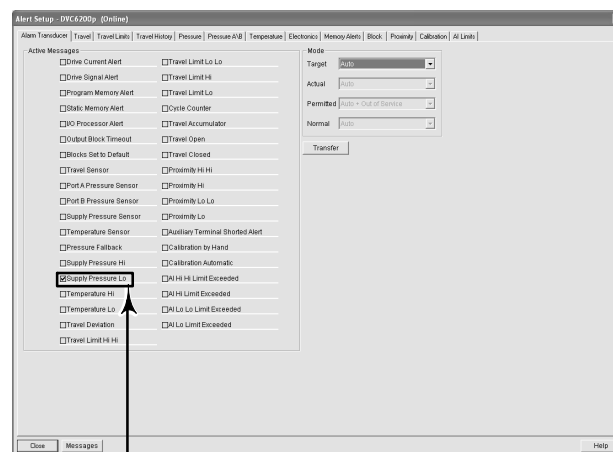 Alert Setup - DVC6200p (Online)
Alarm Transducer Travel Travel Limits Travel History Pressure Pressure A\B Temperature Electronics Memory Alerts Block Proximity Calibration AI Limits
Active Messages
Drive Current Alert
Drive Signal Alert
Program Memory Alert
Static Memory Alert
I/O Processor Alert
Output Block Timeout
Blocks Set to Default
Travel Sensor
Port A Pressure Sensor
Port B Pressure Sensor
Supply Pressure Sensor
Temperature Sensor
Pressure Fallback
Supply Pressure Hi
Supply Pressure Lo
Temperature Hi
Temperature Lo
Travel Deviation
Travel Limit Hi Hi
Travel Limit Lo Lo
Travel Limit Hi
Travel Limit Lo
Cycle Counter
Travel Accumulator
Travel Open
Travel Closed
Proximity Hi Hi
Proximity Hi
Proximity Lo Lo
Proximity Lo
Auxiliary Terminal Shorted Alert
Calibration by Hand
Calibration Automatic
AI Hi Hi Limit Exceeded
AI Hi Limit Exceeded
AI Lo Lo Limit Exceeded
AI Lo Limit Exceeded
Mode
Target Auto
Actual Auto
Permitted Auto + Out of Service
Normal Auto
Transfer
Close Messages Help